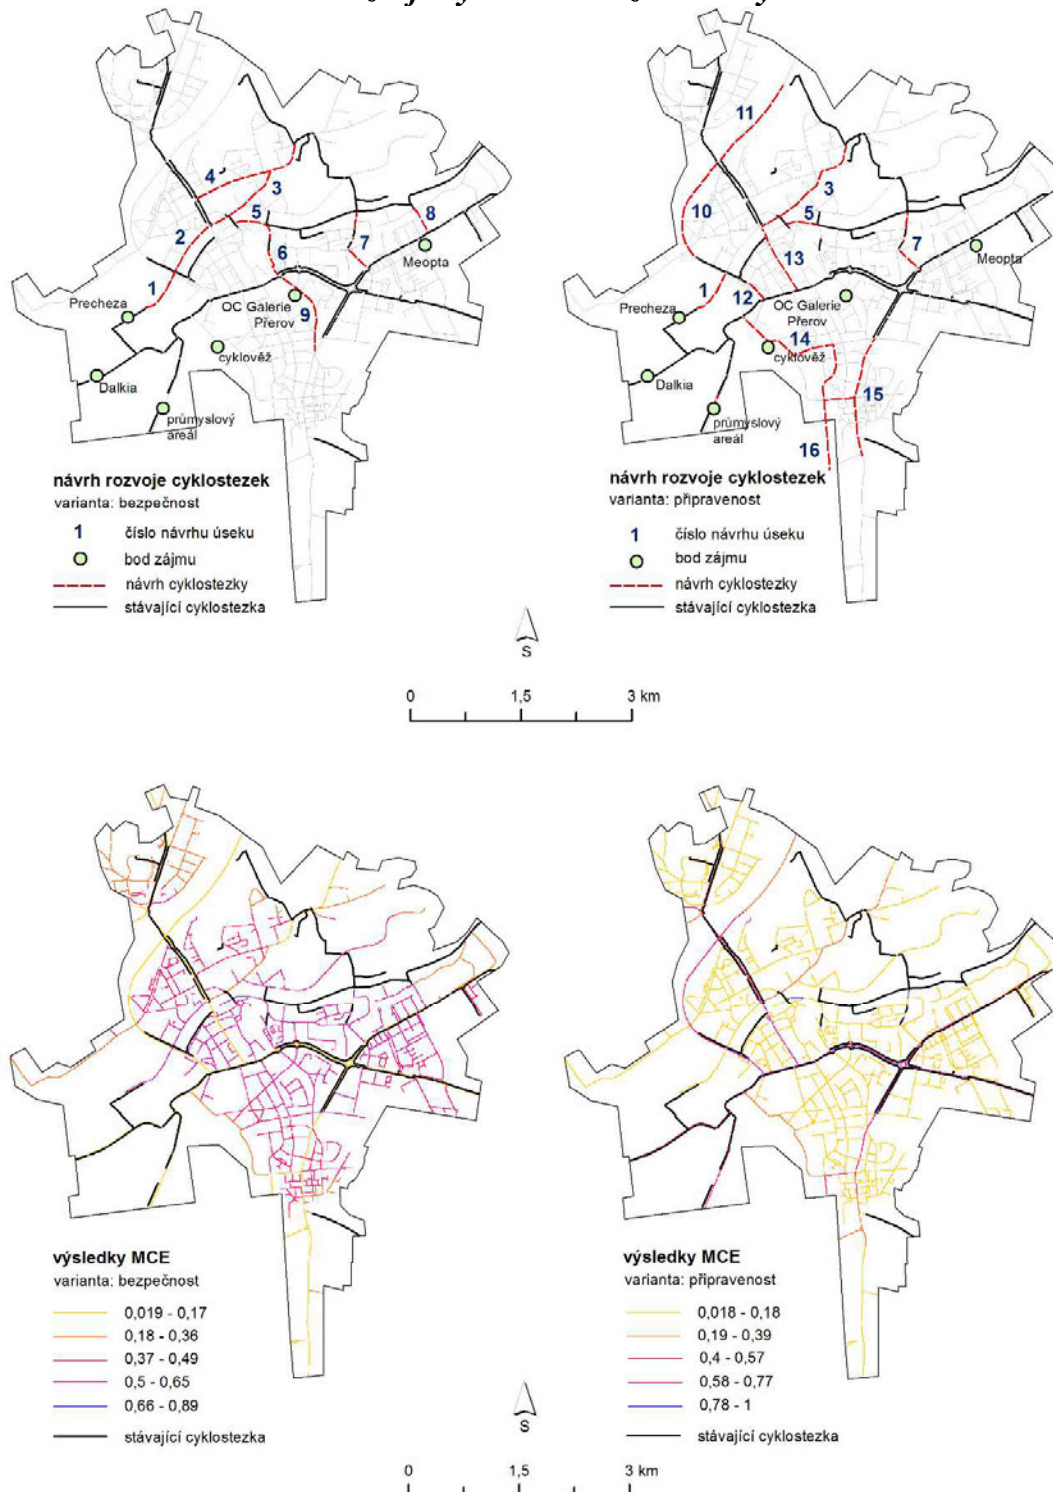 11
4
3
3
10
5
5
8
2
6
7
13
7
Meopta
Meopta
1
1
12
Precheza
OC Galerie
Přerov
9
Precheza
OC Galerie
Přerov
14
cyklověž
cyklověž
Dalkia
Dalkia
15
průmyslový
areál
průmyslový
areál
16
návrh rozvoje cyklostezek
varianta: bezpečnost
1 číslo návrhu úseku
bod zájmu
návrh cyklostezky
stávající cyklostezka
návrh rozvoje cyklostezek
varianta: připravenost
1 číslo návrhu úseku
bod zájmu
návrh cyklostezky
stávající cyklostezka
S
0 1,5 3 km
výsledky MCE
varianta: bezpečnost
0,019 - 0,17
0,18 - 0,36
0,37 - 0,49
0,5 - 0,65
0,66 - 0,89
stávající cyklostezka
výsledky MCE
varianta: připravenost
0,018 - 0,18
0,19 - 0,39
0,4 - 0,57
0,58 - 0,77
0,78 - 1
stávající cyklostezka
S
0 1,5 3 km